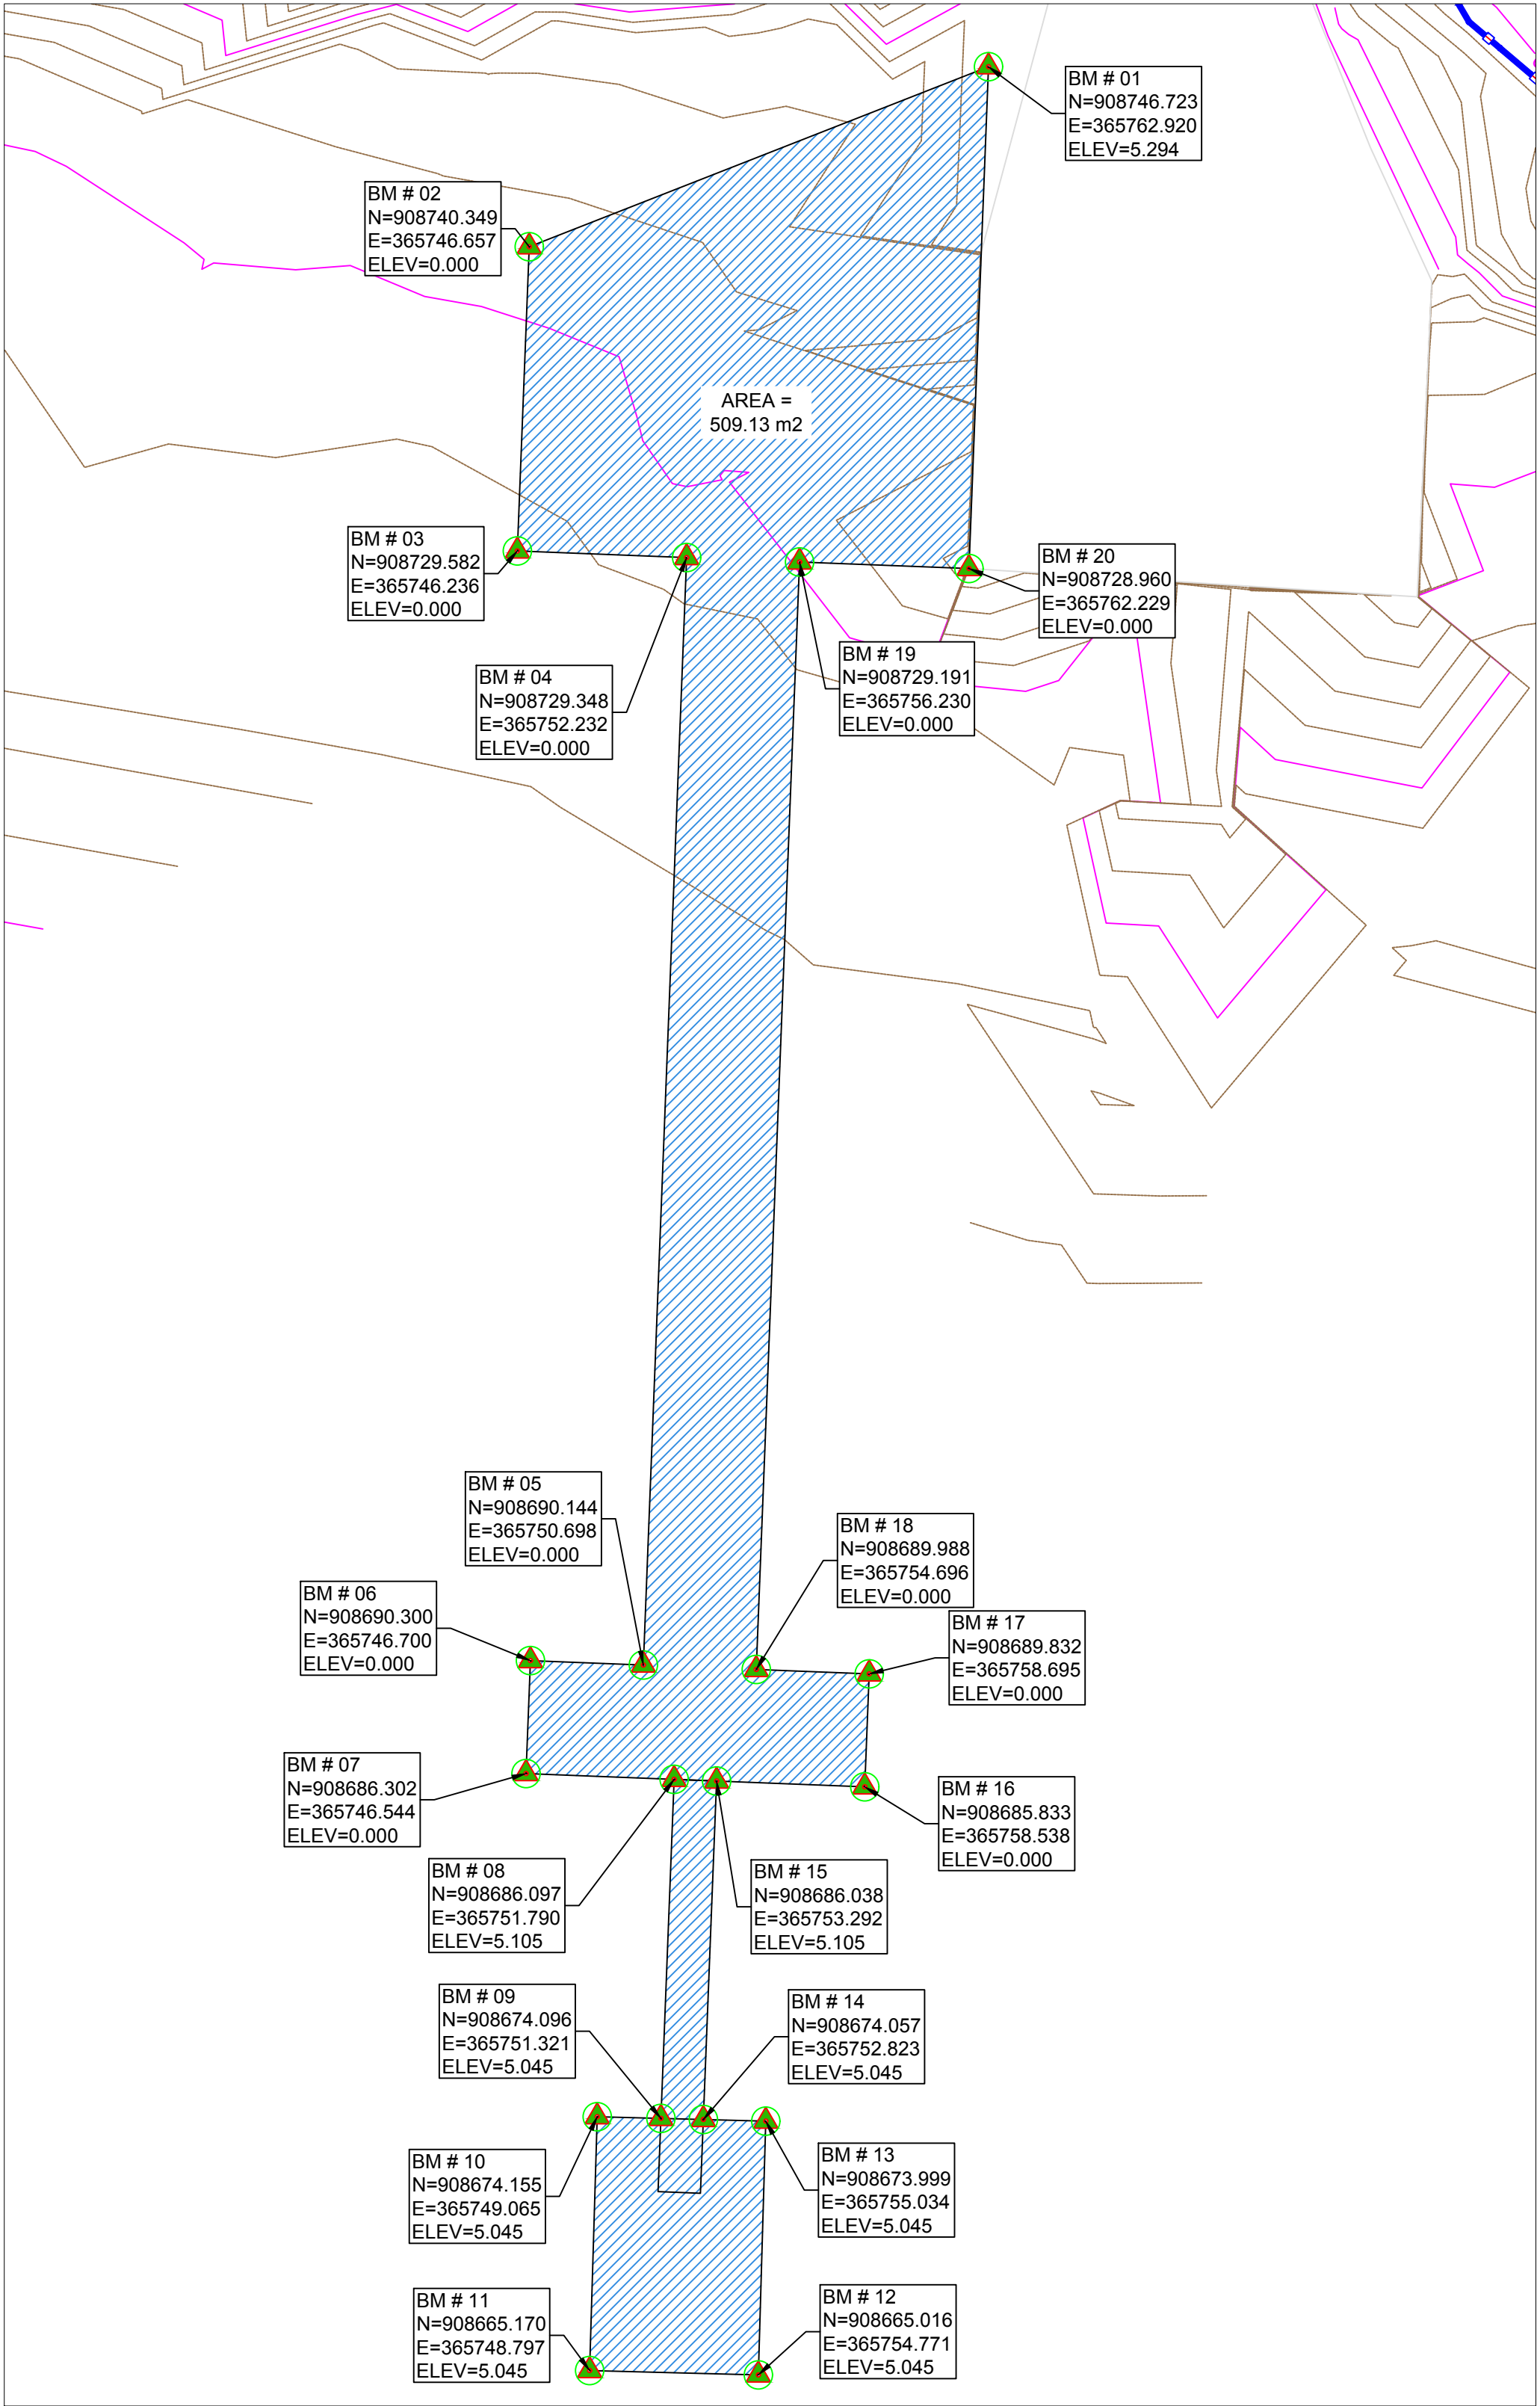 BM # 01
N=908746.723
E=365762.920
ELEV=5.294
BM # 02
N=908740.349
E=365746.657
ELEV=0.000
AREA =
509.13 m2
BM # 03
N=908729.582
E=365746.236
ELEV=0.000
BM # 20
N=908728.960
E=365762.229
ELEV=0.000
BM # 19
N=908729.191
E=365756.230
ELEV=0.000
BM # 04
N=908729.348
E=365752.232
ELEV=0.000
BM # 05
N=908690.144
E=365750.698
ELEV=0.000
BM # 18
N=908689.988
E=365754.696
ELEV=0.000
BM # 06
N=908690.300
E=365746.700
ELEV=0.000
BM # 17
N=908689.832
E=365758.695
ELEV=0.000
BM # 07
N=908686.302
E=365746.544
ELEV=0.000
BM # 16
N=908685.833
E=365758.538
ELEV=0.000
BM # 08
N=908686.097
E=365751.790
ELEV=5.105
BM # 15
N=908686.038
E=365753.292
ELEV=5.105
BM # 09
N=908674.096
E=365751.321
ELEV=5.045
BM # 14
N=908674.057
E=365752.823
ELEV=5.045
BM # 10
N=908674.155
E=365749.065
ELEV=5.045
BM # 13
N=908673.999
E=365755.034
ELEV=5.045
BM # 11
N=908665.170
E=365748.797
ELEV=5.045
BM # 12
N=908665.016
E=365754.771
ELEV=5.045